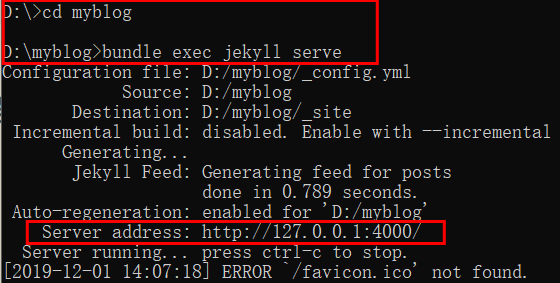 D:\>cd myblog
D:\myblog>bundle exec jekyll serve
Configuration file: D:/myblog/_config.yml
Source: D:/myblog
Destination: D:/myblog/_site
Incremental build: disabled. Enable with --incremental
Generating...
Jekyll Feed: Generating feed for posts
done in 0.789 seconds.
Auto-regeneration: enabled for 'D:/myblog'
Server address: http://127.0.0.1:4000/
Server running... press ctrl-c to stop.
[2019-12-01 14:07:18] ERROR `/favicon.ico' not found.